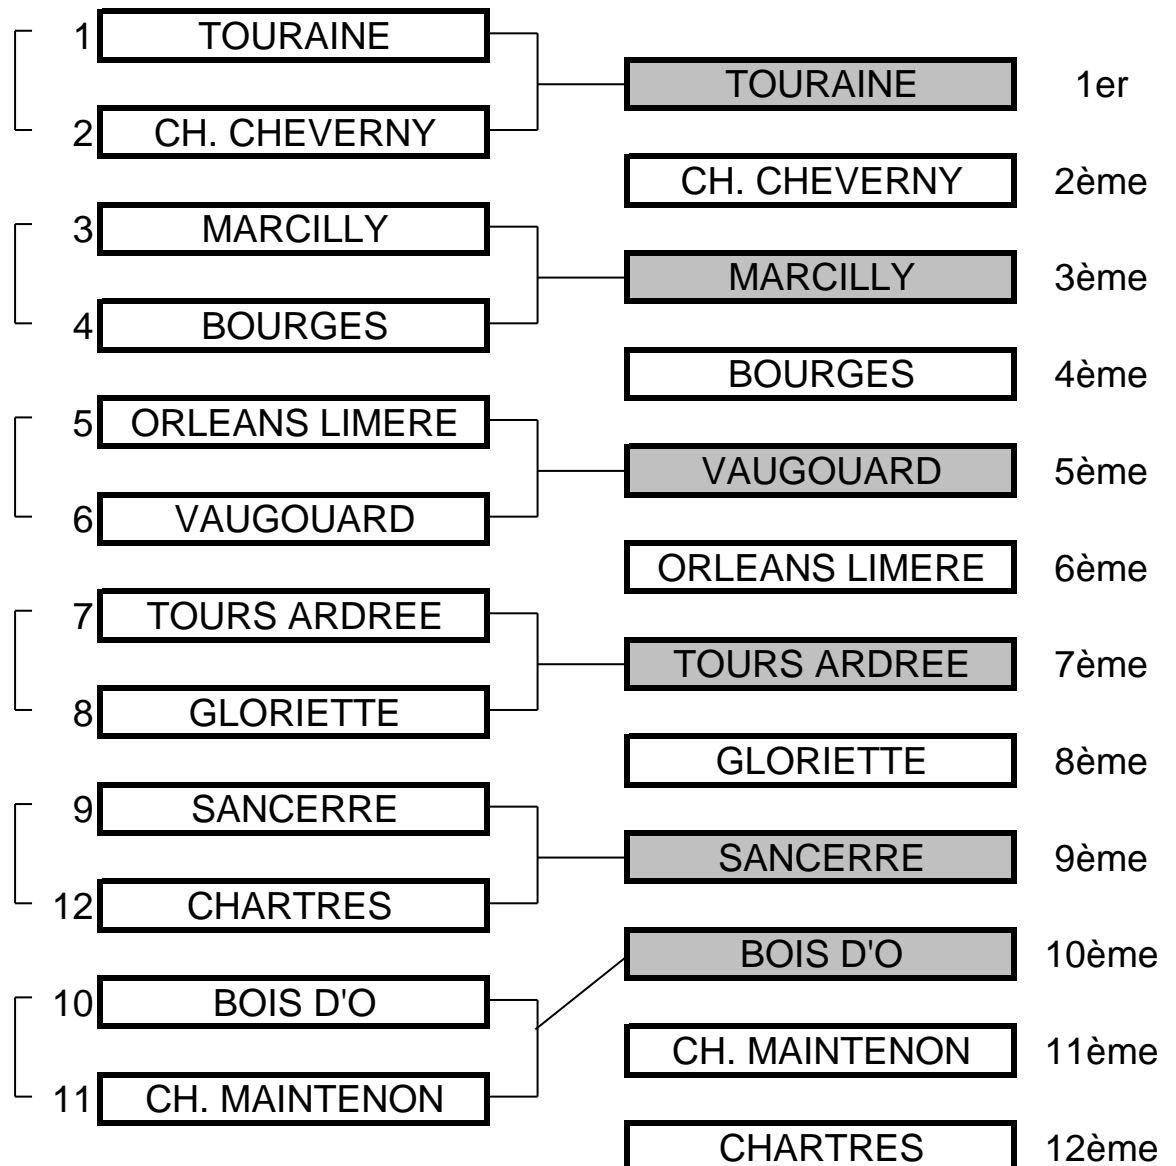 1 TOURAINE
TOURAINE 1er
2 CH. CHEVERNY
CH. CHEVERNY 2ème
3 MARCILLY
MARCILLY 3ème
4 BOURGES
BOURGES 4ème
5 ORLEANS LIMERE
VAUGOUARD 5ème
6 VAUGOUARD
ORLEANS LIMERE 6ème
7 TOURS ARDREE
TOURS ARDREE 7ème
8 GLORIETTE
GLORIETTE 8ème
9 SANCERRE
SANCERRE 9ème
12 CHARTRES
BOIS D'O 10ème
10 BOIS D'O
CH. MAINTENON 11ème
11 CH. MAINTENON
CHARTRES 12ème